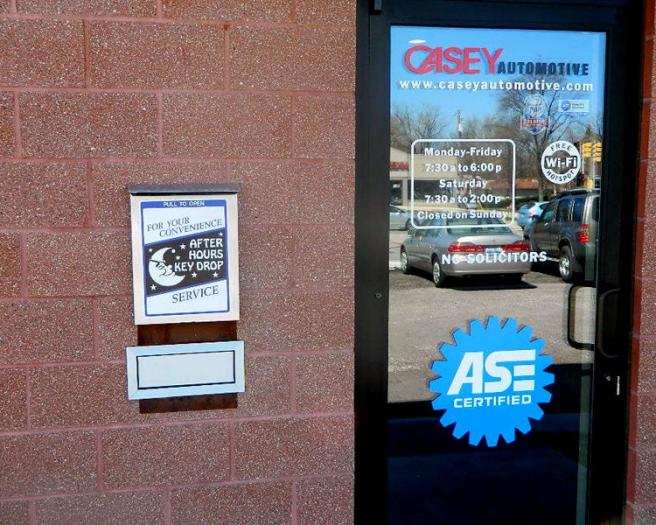 CASEY AUTOMOTIVE
www.caseyautomotive.com
FREE
Wi-Fi
HOTSPOT
Monday-Friday
7:30 a to 6:00 p
Saturday
7:30 a to 2:00 p
Closed on Sunday
NO SOLICITORS
ASE
CERTIFIED
PULL TO OPEN
FOR YOUR
CONVENIENCE
AFTER
HOURS
KEY DROP
SERVICE